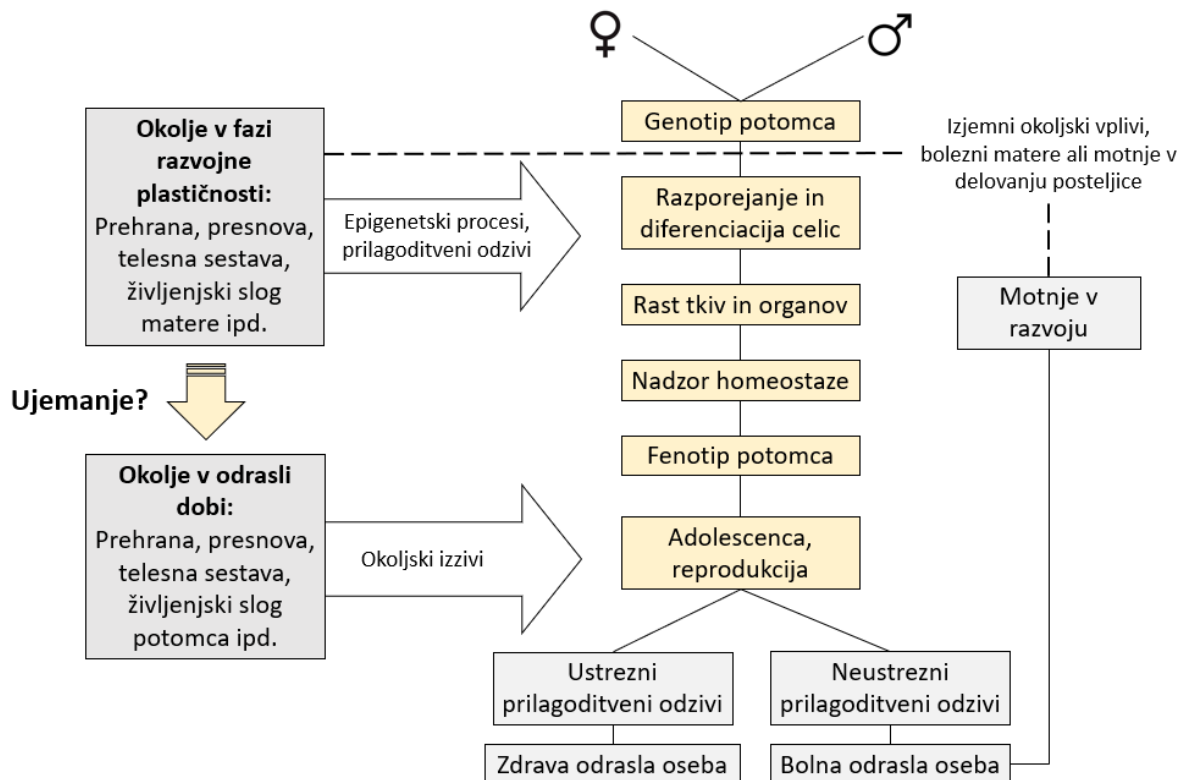 ♀
♂
Genotip potomca
Okolje v fazi
razvojne
plastičnosti:
Prehrana, presnova,
telesna sestava,
življenjski slog
matere ipd.
Epigenetski procesi,
prilagoditveni odzivi
Izjemni okoljski vplivi,
bolezni matere ali motnje v
delovanju posteljice
Razporejanje in
diferenciacija celic
Rast tkiv in organov
Motnje v
razvoju
Nadzor homeostaze
Ujemanje?
Fenotip potomca
Okolje v odrasli
dobi:
Prehrana, presnova,
telesna sestava,
življenjski slog
potomca ipd.
Okoljski izzivi
Adolescenca,
reprodukcija
Ustrezni
prilagoditveni odzivi
Neustrezni
prilagoditveni odzivi
Zdrava odrasla oseba
Bolna odrasla oseba